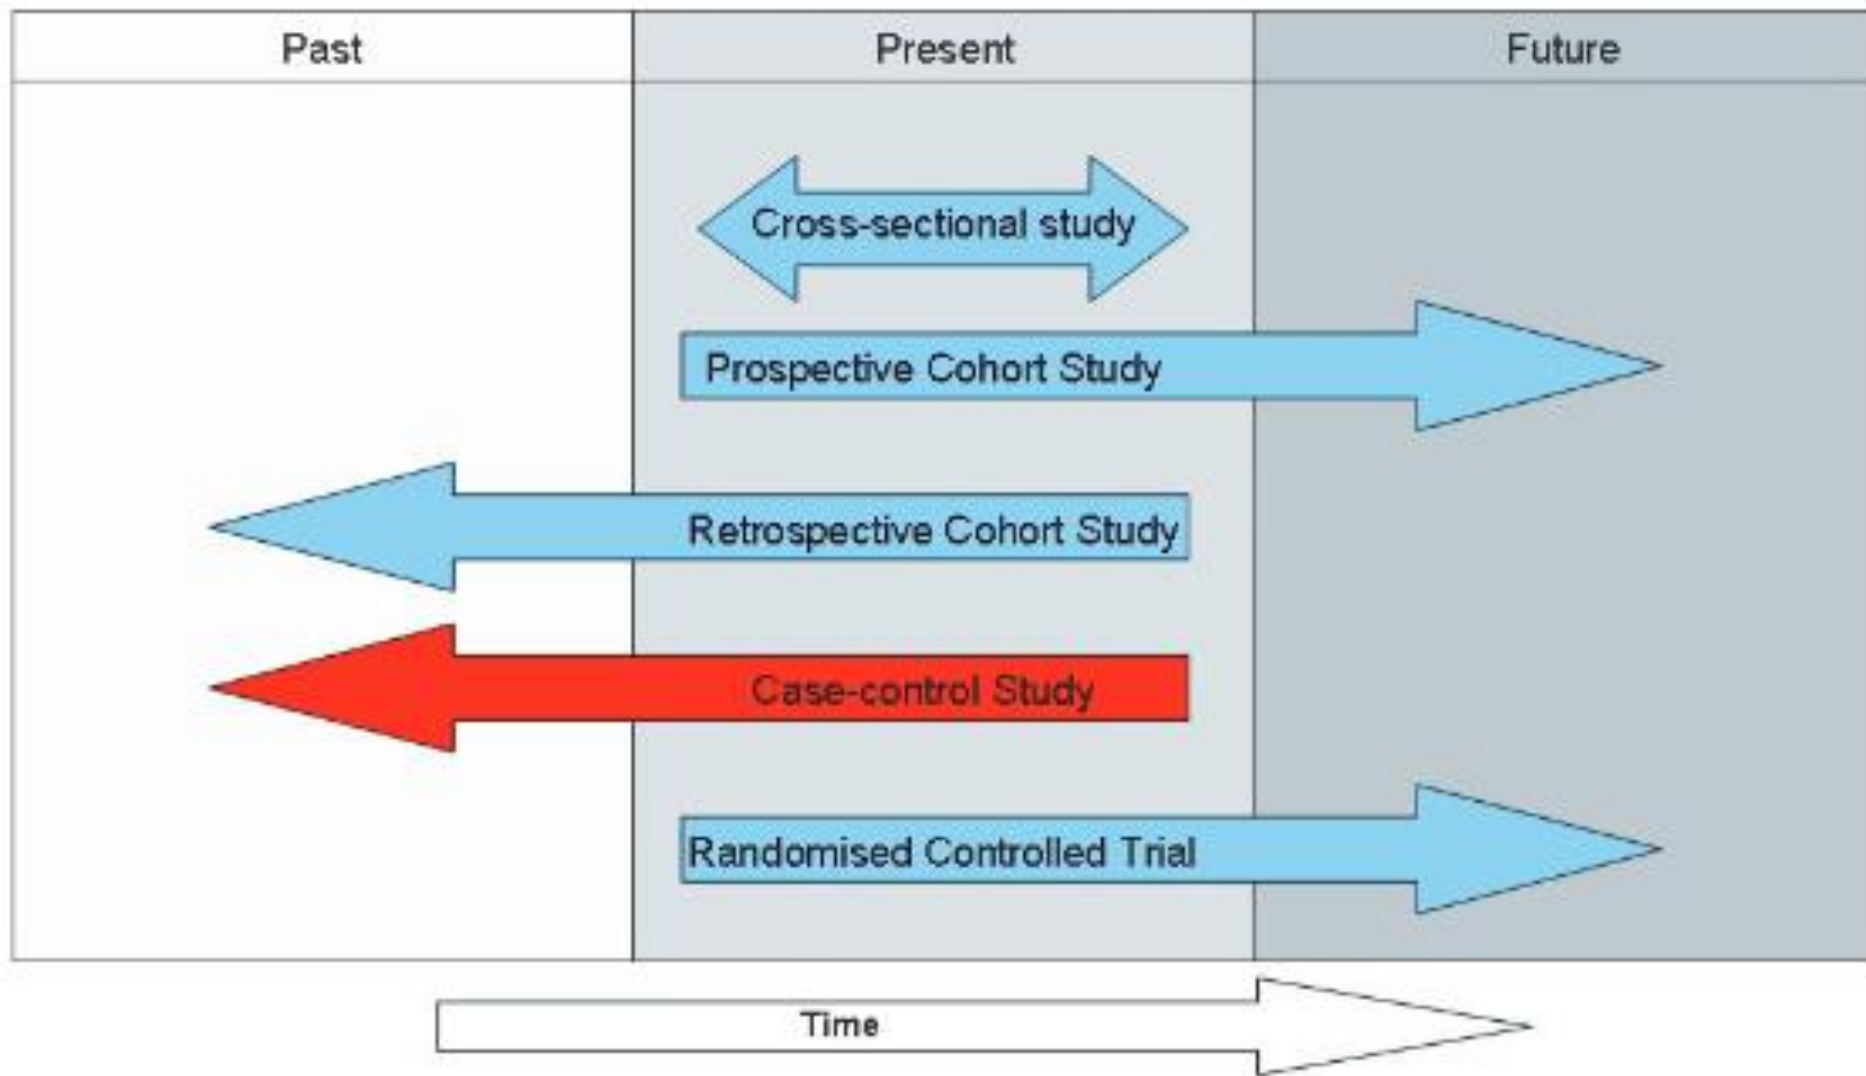 Past
Present
Future
Cross-sectional study
Prospective Cohort Study
Retrospective Cohort Study
Case-control Study
Randomised Controlled Trial
Time